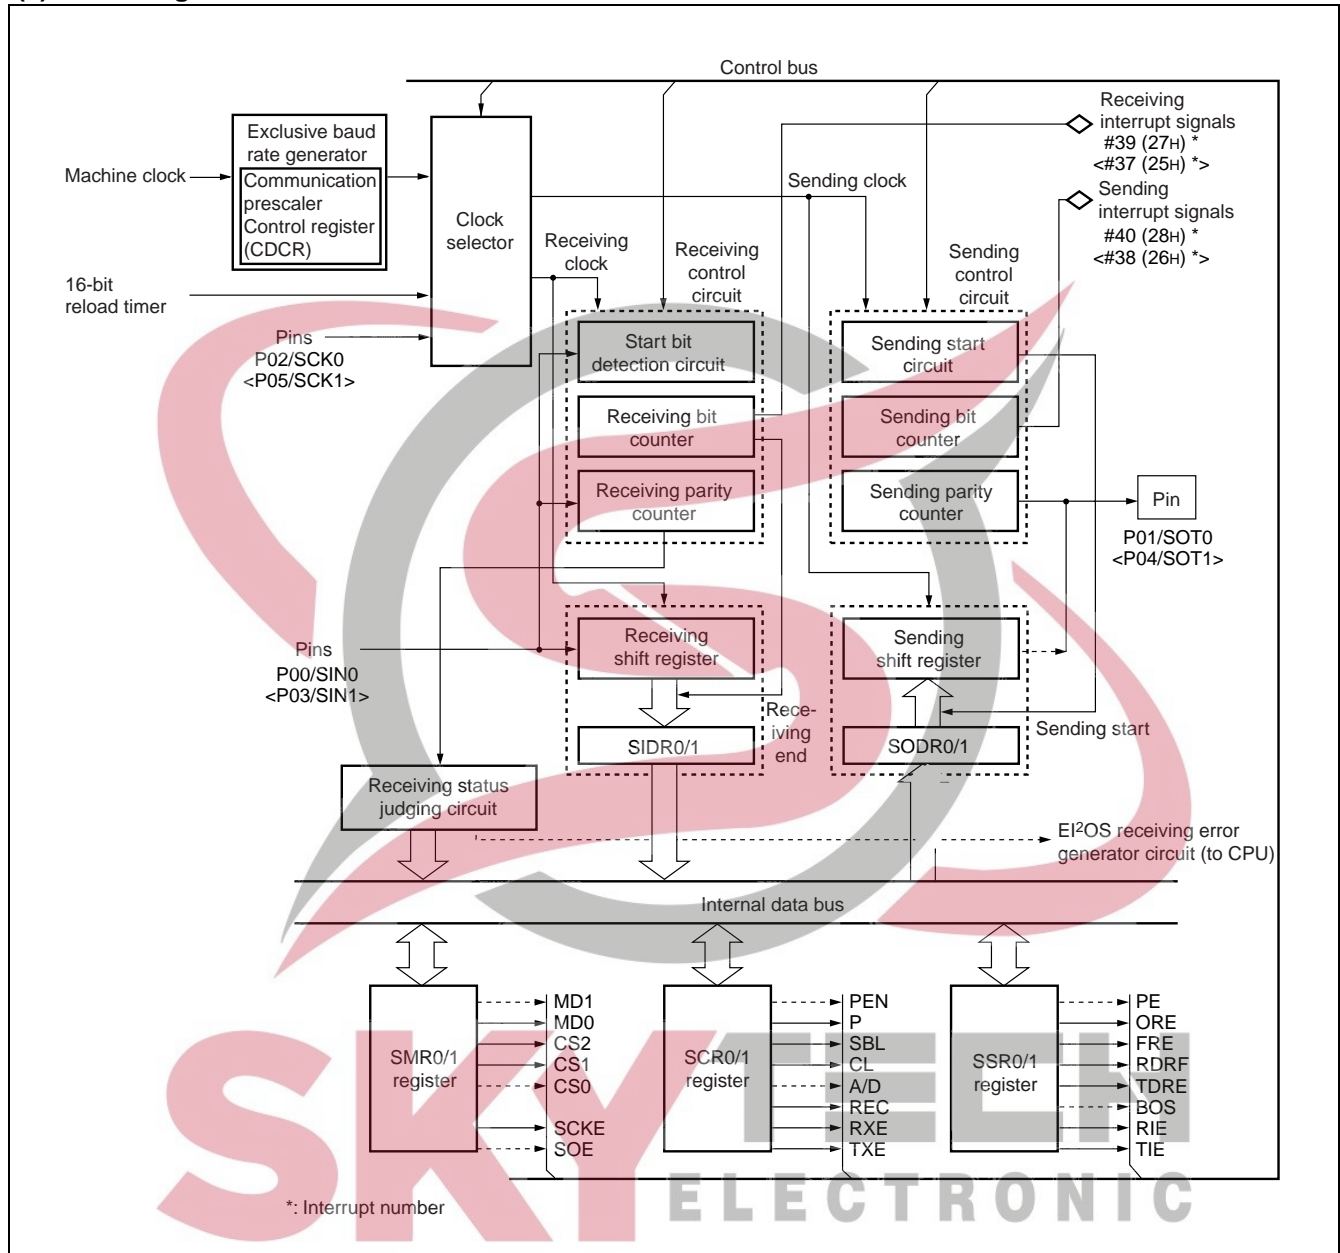 Control bus
Receiving
interrupt signals
#39 (27H) *
<#37 (25H) *>
Sending
interrupt signals
#40 (28H) *
<#38 (26H) *>
Exclusive baud
rate generator
Communication
prescaler
Control register
(CDCR)
Machine clock
Clock
selector
Sending clock
Receiving
clock
Receiving
control
circuit
Sending
control
circuit
16-bit
reload timer
Pins
P02/SCK0
<P05/SCK1>
Start bit
detection circuit
Sending start
circuit
Receiving bit
counter
Sending bit
counter
Receiving parity
counter
Sending parity
counter
Pin
P01/SOT0
<P04/SOT1>
Pins
P00/SIN0
<P03/SIN1>
Receiving
shift register
Sending
shift register
Rece-
iving
end
Sending start
SIDR0/1
SODR0/1
Receiving status
judging circuit
EI²OS receiving error
generator circuit (to CPU)
Internal data bus
SMR0/1
register
MD1
MD0
CS2
CS1
CS0
SCKE
SOE
SCR0/1
register
PEN
P
SBL
CL
A/D
REC
RXE
TXE
SSR0/1
register
PE
ORE
FRE
RDRF
TDRE
BOS
RIE
TIE
*: Interrupt number
SKYTECH
ELECTRONIC